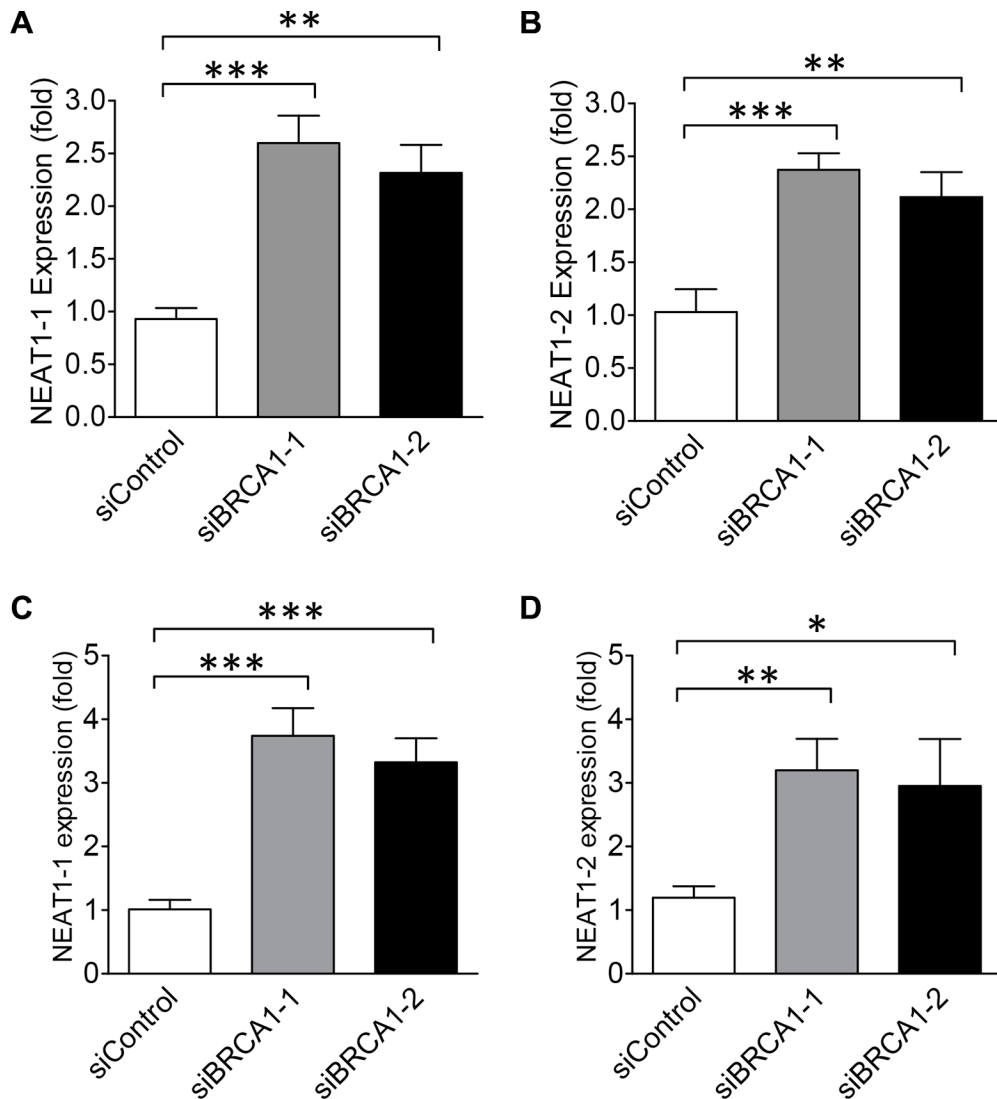 A
**
***
NEAT1-1 Expression (fold)
3.0
2.5
2.0
1.5
1.0
0.5
0.0
siControl
siBRCA1-1
siBRCA1-2
B
**
***
NEAT1-2 Expression (fold)
3.0
2.5
2.0
1.5
1.0
0.5
0.0
siControl
siBRCA1-1
siBRCA1-2
C
***
***
NEAT1-1 expression (fold)
5
4
3
2
1
0
siControl
siBRCA1-1
siBRCA1-2
D
*
**
NEAT1-2 expression (fold)
5
4
3
2
1
0
siControl
siBRCA1-1
siBRCA1-2